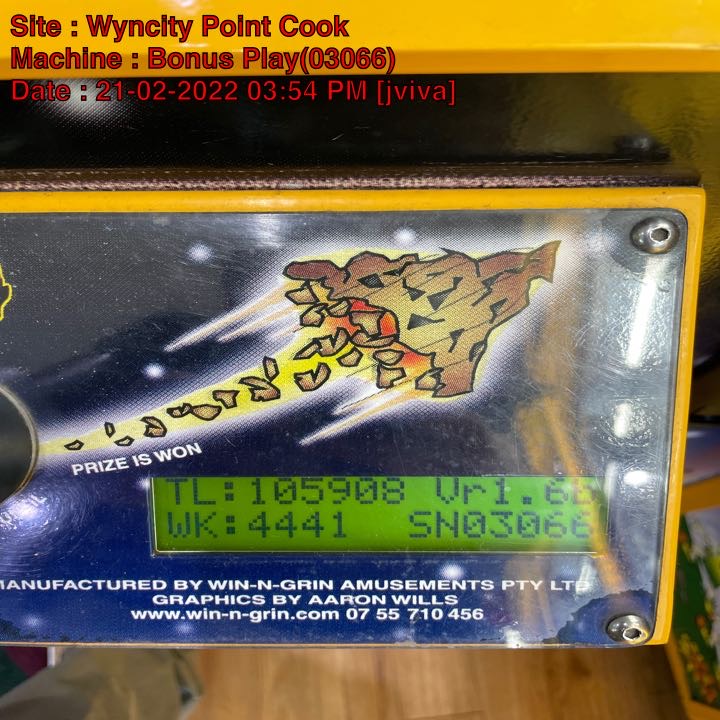 Site : Wyncity Point Cook
Machine : Bonus Play(03066)
Date : 21-02-2022 03:54 PM [jviva]
PRIZE IS WON
TL:105908 Vr1.6B
WK:4441 SN03066
MANUFACTURED BY WIN-N-GRIN AMUSEMENTS PTY LTD
GRAPHICS BY AARON WILLS
www.win-n-grin.com 07 55 710 456